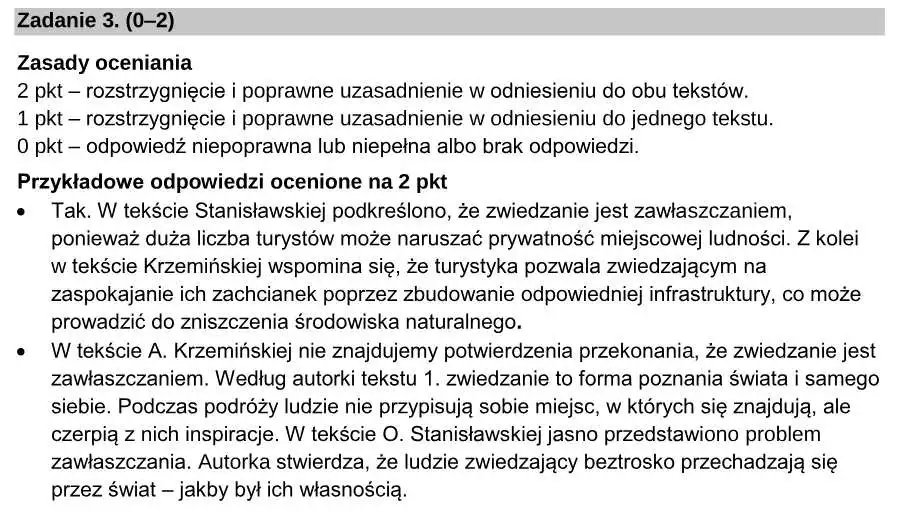 Zadanie 3. (0–2)
Zasady oceniania
2 pkt – rozstrzygnięcie i poprawne uzasadnienie w odniesieniu do obu tekstów.
1 pkt – rozstrzygnięcie i poprawne uzasadnienie w odniesieniu do jednego tekstu.
0 pkt – odpowiedź niepoprawna lub niepełna albo brak odpowiedzi.
Przykładowe odpowiedzi ocenione na 2 pkt
• Tak. W tekście Stanisławskiej podkreślono, że zwiedzanie jest zawłaszczaniem,
ponieważ duża liczba turystów może naruszać prywatność miejscowej ludności. Z kolei
w tekście Krzemińskiej wspomina się, że turystyka pozwala zwiedzającym na
zaspokajanie ich zachcianek poprzez zbudowanie odpowiedniej infrastruktury, co może
prowadzić do zniszczenia środowiska naturalnego.
• W tekście A. Krzemińskiej nie znajdujemy potwierdzenia przekonania, że zwiedzanie jest
zawłaszczaniem. Według autorki tekstu 1. zwiedzanie to forma poznania świata i samego
siebie. Podczas podróży ludzie nie przypisują sobie miejsc, w których się znajdują, ale
czerpią z nich inspiracje. W tekście O. Stanisławskiej jasno przedstawiono problem
zawłaszczania. Autorka stwierdza, że ludzie zwiedzający beztrosko przechadzają się
przez świat – jakby był ich własnością.